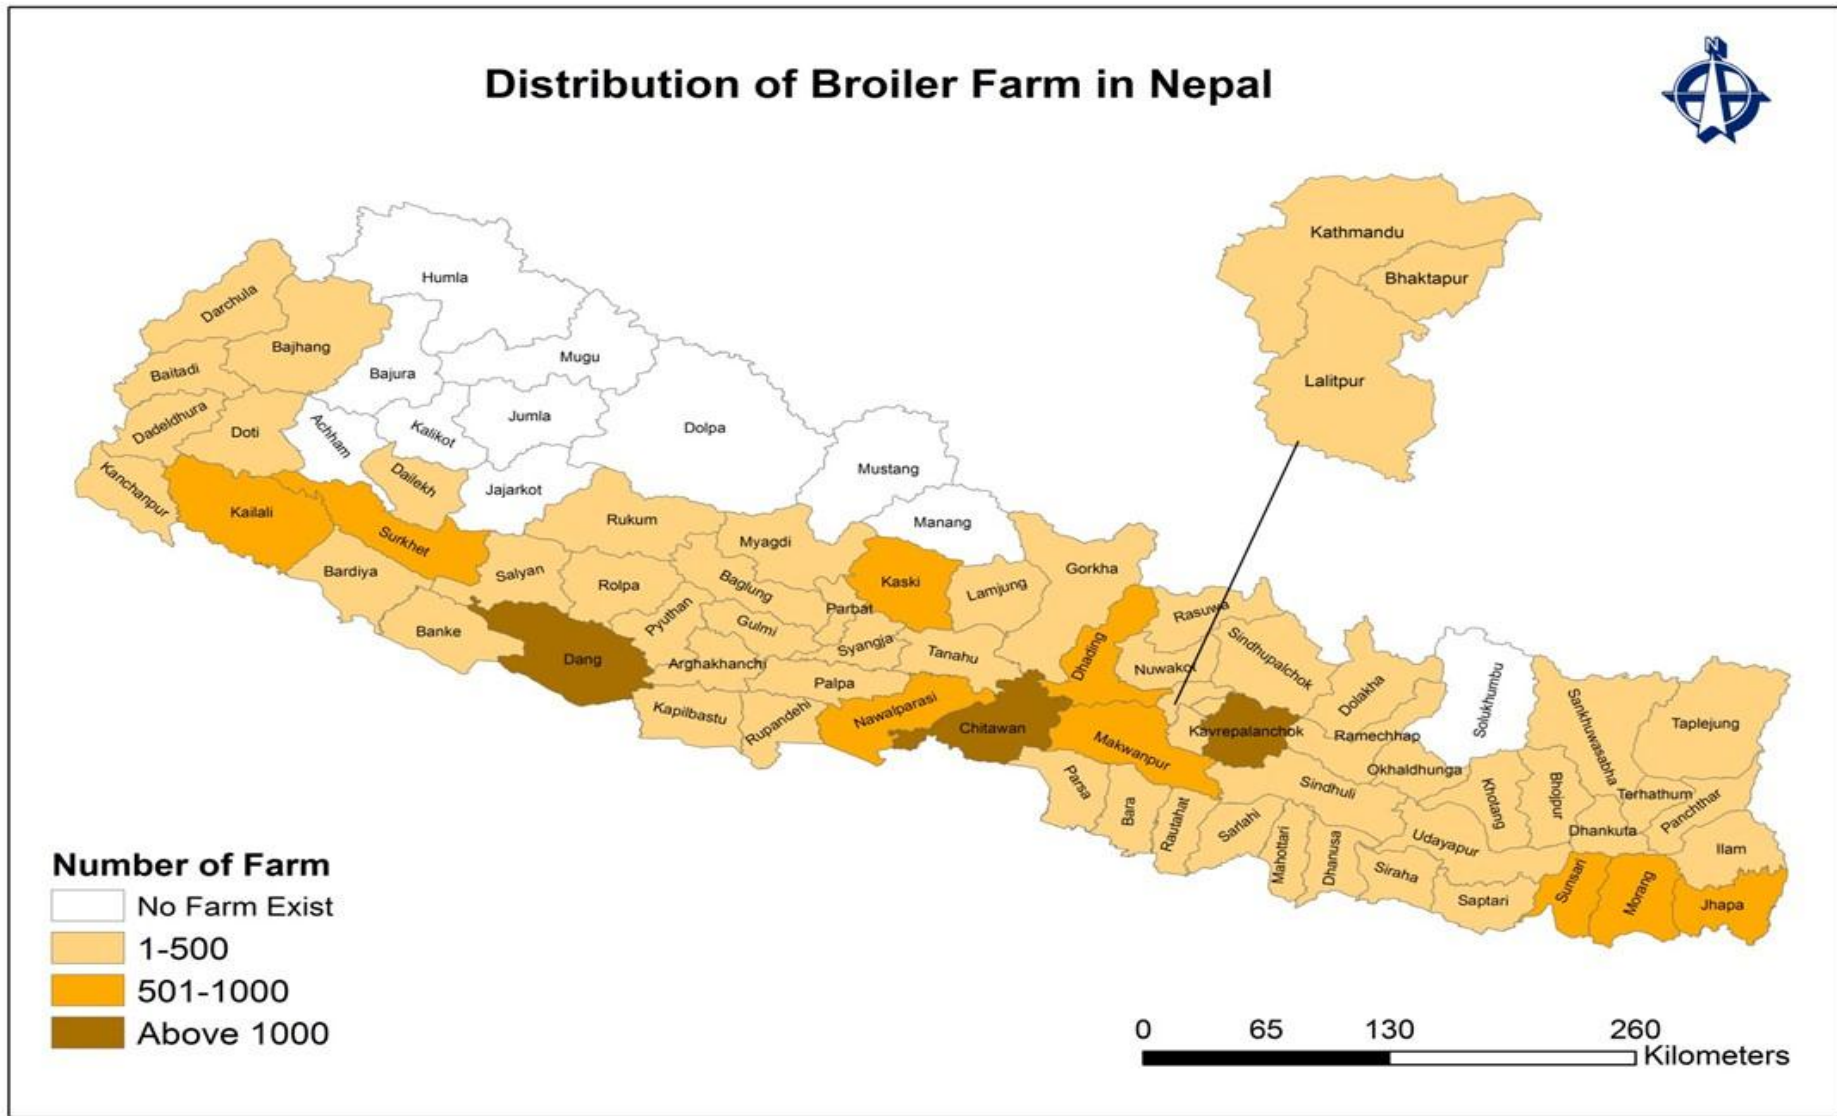 N
Distribution of Broiler Farm in Nepal
Kathmandu
Bhaktapur
Lalitpur
Humla
Darchula
Bajhang
Mugu
Baitadi
Bajura
Dadeldhura
Doti
Achham
Kalikot
Jumla
Dolpa
Mustang
Kanchanpur
Dailekh
Jajarkot
Kailali
Surkhet
Rukum
Manang
Myagdi
Bardiya
Salyan
Rolpa
Baglung
Kaski
Lamjung
Gorkha
Parbat
Rasuwa
Banke
Pyuthan
Gulmi
Syangja
Tanahu
Dhading
Nuwakot
Sindhupalchok
Dang
Arghakhanchi
Palpa
Dolakha
Solukhumbu
Sankhuwasabha
Taplejung
Kapilbastu
Rupandehi
Nawalparasi
Chitawan
Makwanpur
Kavrepalanchok
Ramechhap
Okhaldhunga
Parsa
Bara
Rautahat
Sarlahi
Sindhuli
Khotang
Bhojpur
Terhathum
Panchthar
Mahottari
Dhanusa
Udayapur
Dhankuta
Ilam
Siraha
Saptari
Sunsari
Morang
Jhapa
Number of Farm
No Farm Exist
1-500
501-1000
Above 1000
0 65 130 260
Kilometers